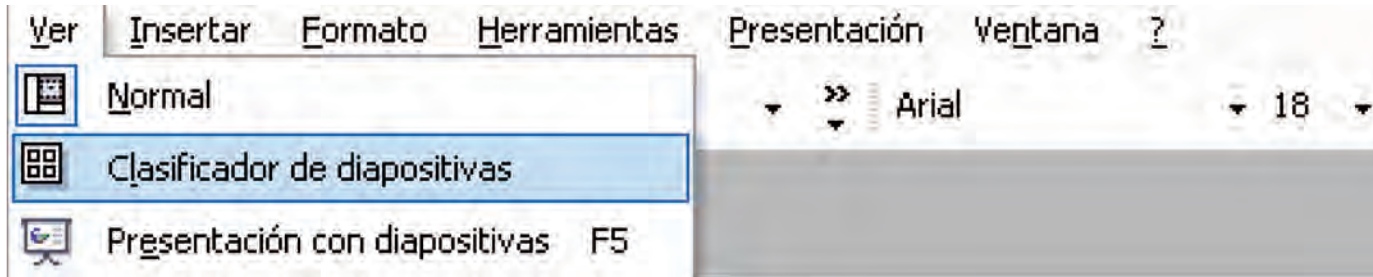 Ver Insertar Formato Herramientas Presentación Ventana ?
Normal
Arial 18
Clasificador de diapositivas
Presentación con diapositivas F5